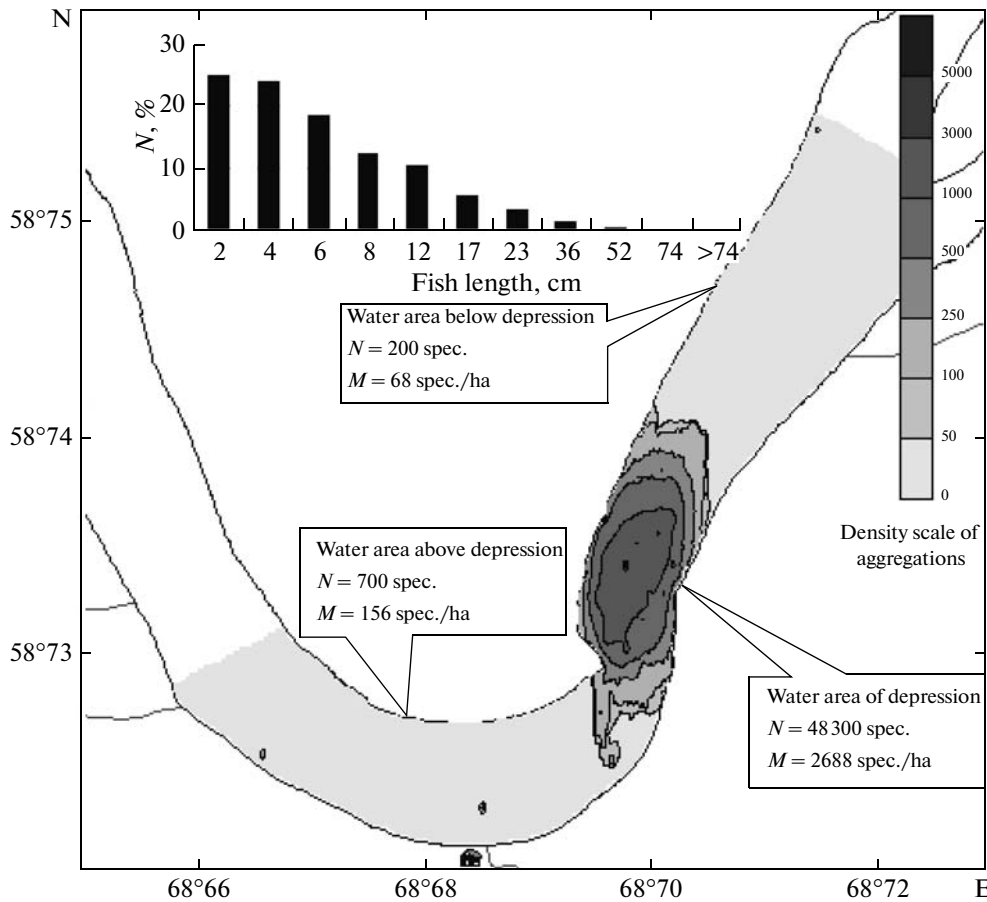 N
N, %
30
20
10
0
2 4 6 8 12 17 23 36 52 74 >74
Fish length, cm
5000
3000
1000
500
250
100
50
0
Density scale of
aggregations
Water area below depression
N = 200 spec.
M = 68 spec./ha
Water area above depression
N = 700 spec.
M = 156 spec./ha
Water area of depression
N = 48 300 spec.
M = 2688 spec./ha
58°75
58°74
58°73
68°66 68°68 68°70 68°72 E